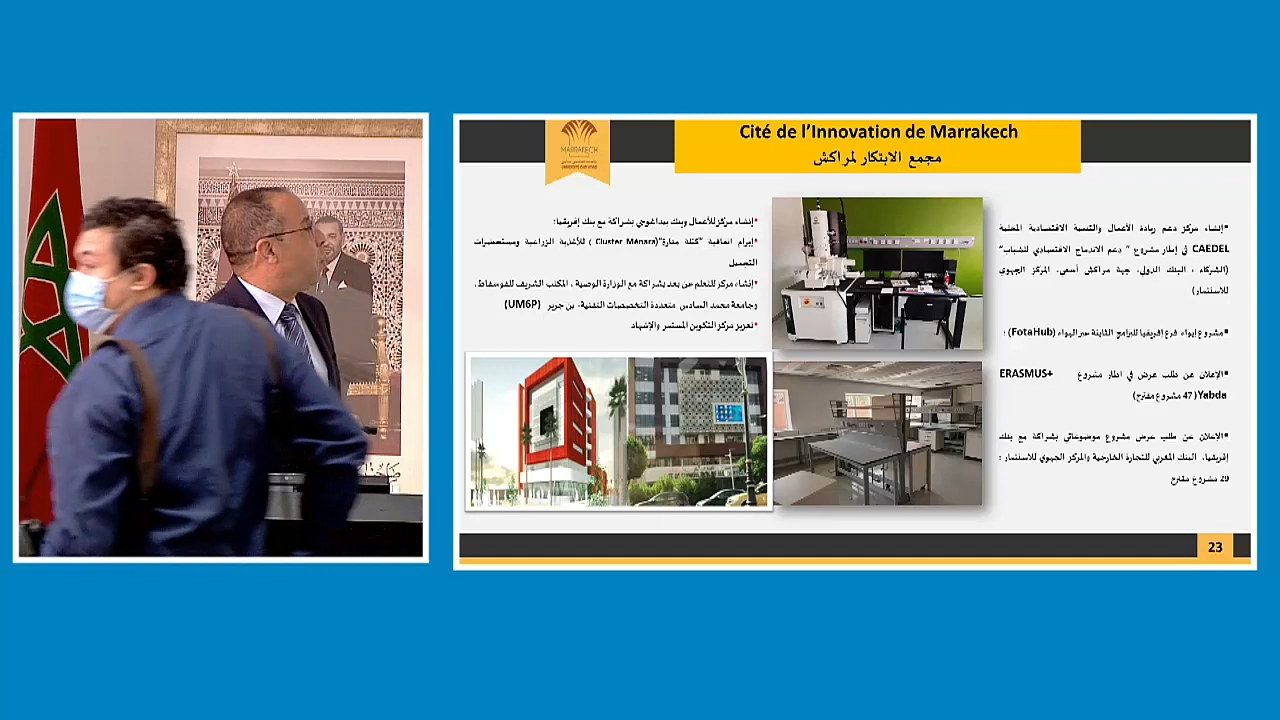 Cité de l'Innovation de Marrakech
مجمع الابتكار لمراكش
MARRAKECH
▪إنشاء مركز دعم ريادة الأعمال والتنمية الاقتصادية المحلية
CAEDEL في إطار مشروع " دعم الاندماج الاقتصادي للشباب"
(الشركاء ، البنك الدولي، جهة مراكش أسفي، المركز الجهوي
للاستثمار)
▪مشروع إيواء فرع إفريقيا للبرامج الثابتة عبر الهواء (FotaHub) ؛
▪الإعلان عن طلب عرض في اطار مشروع ERASMUS+
Yabda( 47 مشروع مقترح)
▪الإعلان عن طلب عرض مشروع موضوعاتي بشراكة مع بنك
إفريقيا، البنك المغربي للتجارة الخارجية والمركز الجهوي للاستثمار :
29 مشروع مقترح
•إنشاء مركز للأعمال وبنك بيداغوجي بشراكة مع بنك إفريقيا؛
•إبرام اتفاقية "كتلة منارة"(Cluster Ménara ) للأغذية الزراعية ومستحضرات
التجميل
•إنشاء مركز للتعلم عن بعد بشراكة مع الوزارة الوصية ، المكتب الشريف للفوسفاط ،
وجامعة محمد السادس متعددة التخصصات التقنية- بن جرير (UM6P)
•تعزيز مركز التكوين المستمر والإشهاد
23